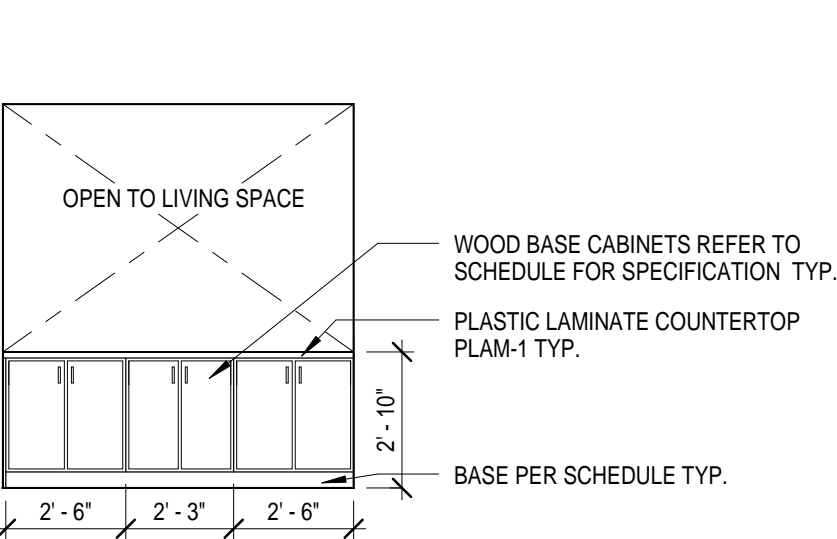 OPEN TO LIVING SPACE
WOOD BASE CABINETS REFER TO
SCHEDULE FOR SPECIFICATION TYP.
PLASTIC LAMINATE COUNTERTOP
PLAM-1 TYP.
2' - 10"
BASE PER SCHEDULE TYP.
2' - 6"
2' - 3"
2' - 6"